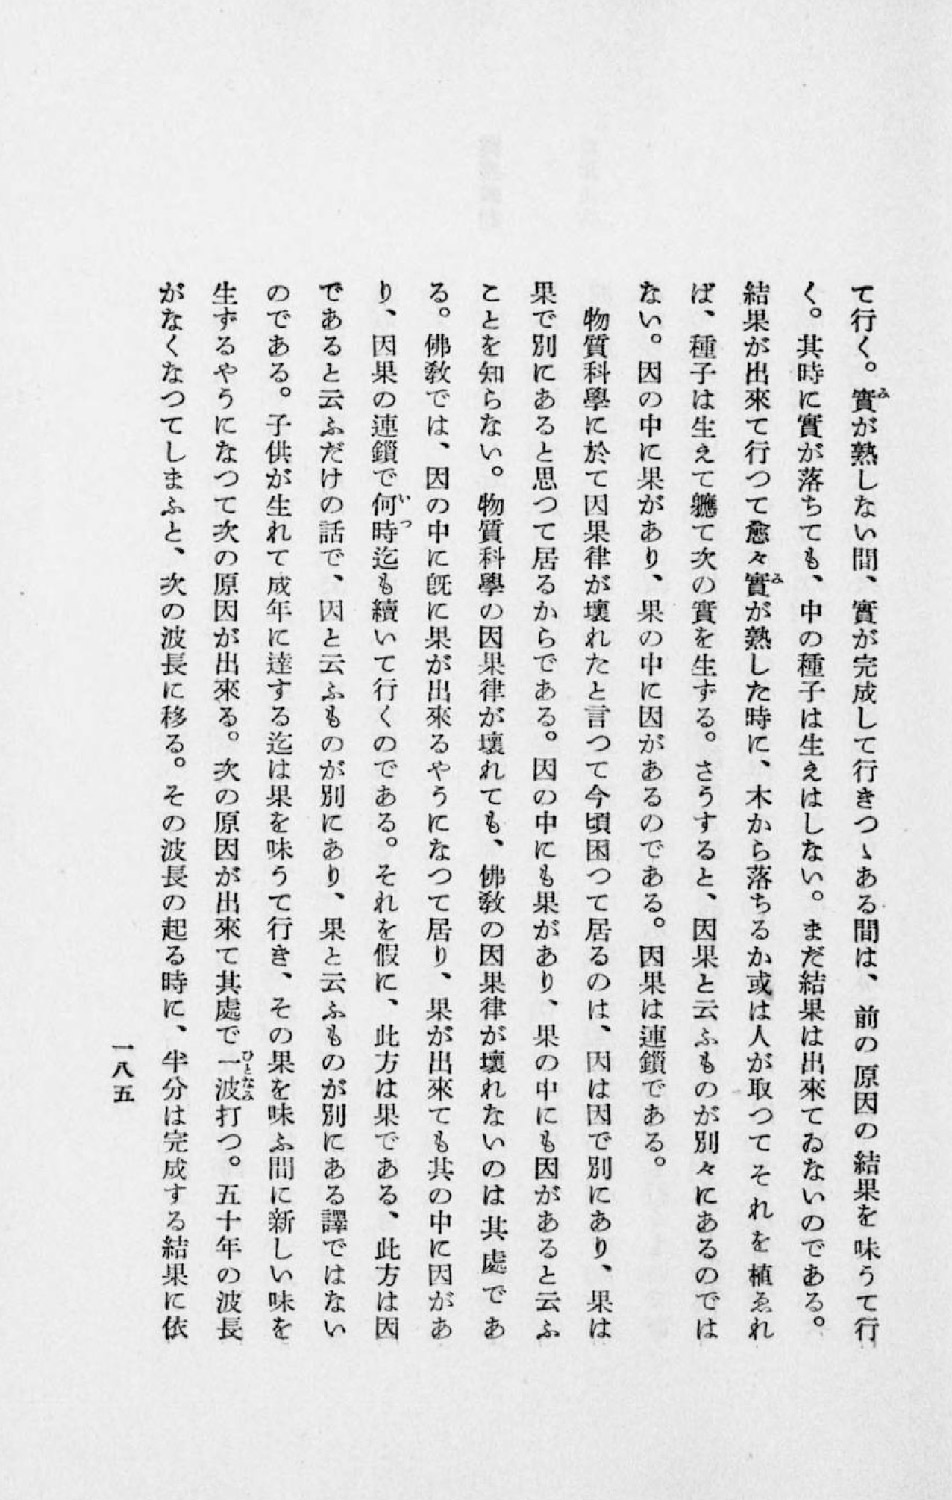 て行く。實が熟しない間、實が完成して行きつゝある間は、前の原因の結果を味うて行
く。其時に實が落ちても、中の種子は生えはしない。まだ結果は出來てゐないのである。
結果が出來て行つて愈々實が熟した時に、木から落ちるか或は人が取つてそれを植ゑれ
ば、種子は生えて軈て次の實を生ずる。さうすると、因果と云ふものが別々にあるのでは
ない。因の中に果があり、果の中に因があるのである。因果は連鎖である。
物質科學に於て因果律が壞れたと言つて今頃困つて居るのは、因は因で別にあり、果は
果で別にあると思つて居るからである。因の中にも果があり、果の中にも因があると云ふ
ことを知らない。物質科學の因果律が壞れても、佛敎の因果律が壞れないのは其處であ
る。佛敎では、因の中に旣に果が出來るやうになつて居り、果が出來ても其の中に因があ
り、因果の連鎖で何時迄も續いて行くのである。それを假に、此方は果である、此方は因
であると云ふだけの話で、因と云ふものが別にあり、果と云ふものが別にある譯ではない
のである。子供が生れて成年に達する迄は果を味うて行き、その果を味ふ間に新しい味を
生ずるやうになつて次の原因が出來る。次の原因が出來て其處で一波打つ。五十年の波長
がなくなつてしまふと、次の波長に移る。その波長の起る時に、半分は完成する結果に依
一八五